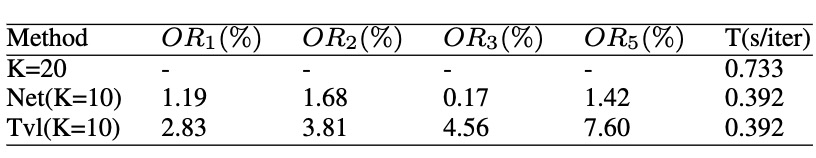 Method OR1(%) OR2(%) OR3(%) OR5(%) T(s/iter)
K=20 - - - - 0.733
Net(K=10) 1.19 1.68 0.17 1.42 0.392
Tvl(K=10) 2.83 3.81 4.56 7.60 0.392